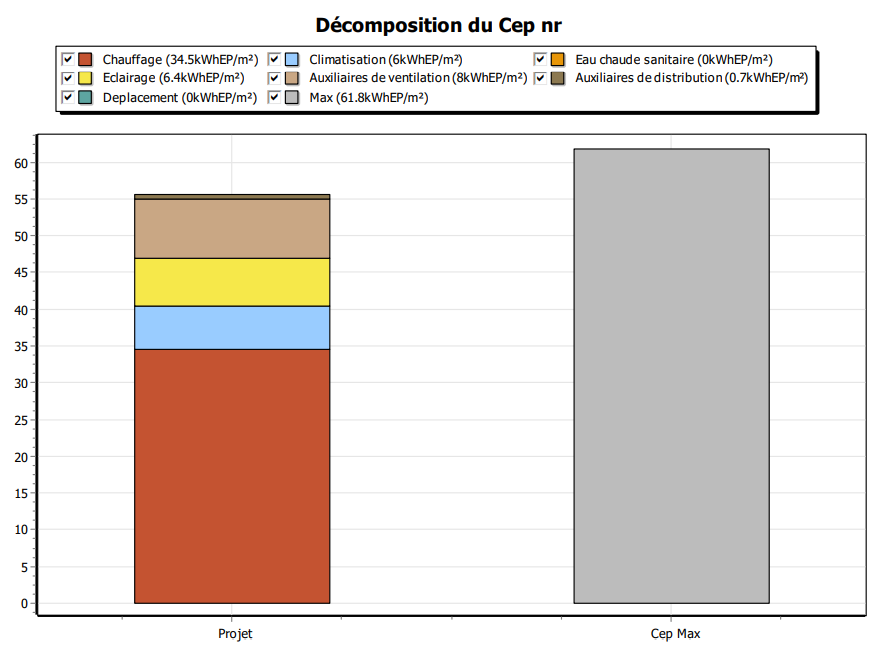 Décomposition du Cep nr
Chauffage (34.5kWhEP/m²) Climatisation (6kWhEP/m²) Eau chaude sanitaire (0kWhEP/m²)
Eclairage (6.4kWhEP/m²) Auxiliaires de ventilation (8kWhEP/m²) Auxiliaires de distribution (0.7kWhEP/m²)
Deplacement (0kWhEP/m²) Max (61.8kWhEP/m²)
60
55
50
45
40
35
30
25
20
15
10
5
0
Projet Cep Max